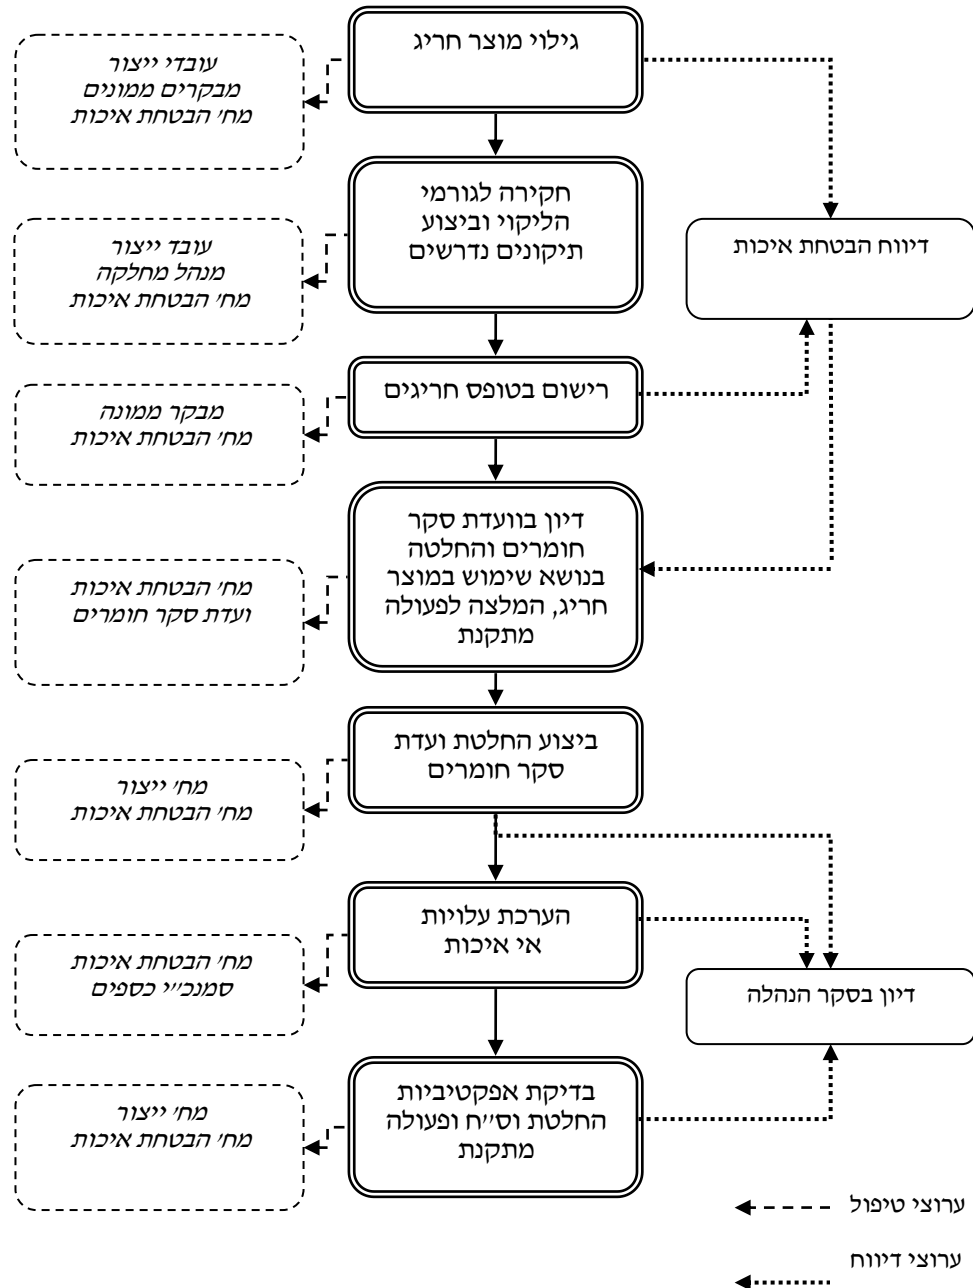 גילוי מוצר חריג
עובדי ייצור
מבקרים ממונים
מח׳ הבטחת איכות
חקירה לגורמי
הליקוי וביצוע
תיקונים נדרשים
דיווח הבטחת איכות
עובד ייצור
מנהל מחלקה
מח׳ הבטחת איכות
רישום בטופס חריגים
מבקר ממונה
מח׳ הבטחת איכות
דיון בוועדת סקר
חומרים והחלטה
בנושא שימוש במוצר
חריג, המלצה לפעולה
מתקנת
מח׳ הבטחת איכות
ועדת סקר חומרים
ביצוע החלטת ועדת
סקר חומרים
מח׳ ייצור
מח׳ הבטחת איכות
הערכת עלויות
אי איכות
מח׳ הבטחת איכות
סמנכ״י כספים
דיון בסקר הנהלה
בדיקת אפקטיביות
החלטת וס״ח ופעולה
מתקנת
מח׳ ייצור
מח׳ הבטחת איכות
ערוצי טיפול
ערוצי דיווח